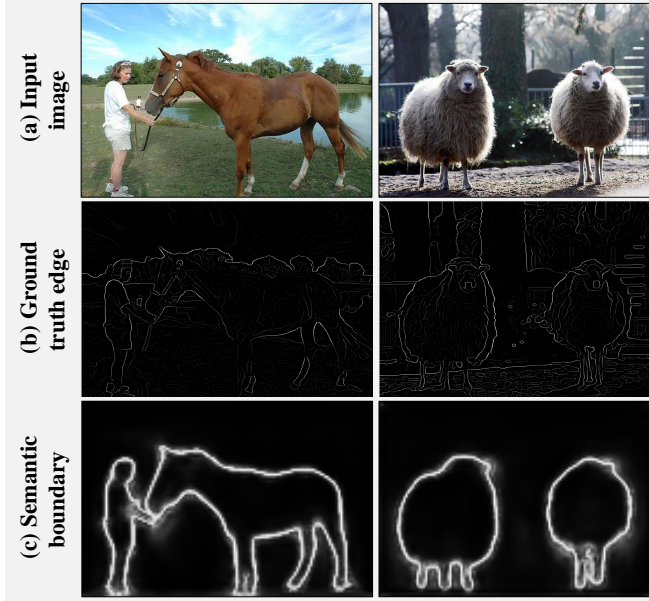 (a) Input
image
(b) Ground
truth edge
(c) Semantic
boundary